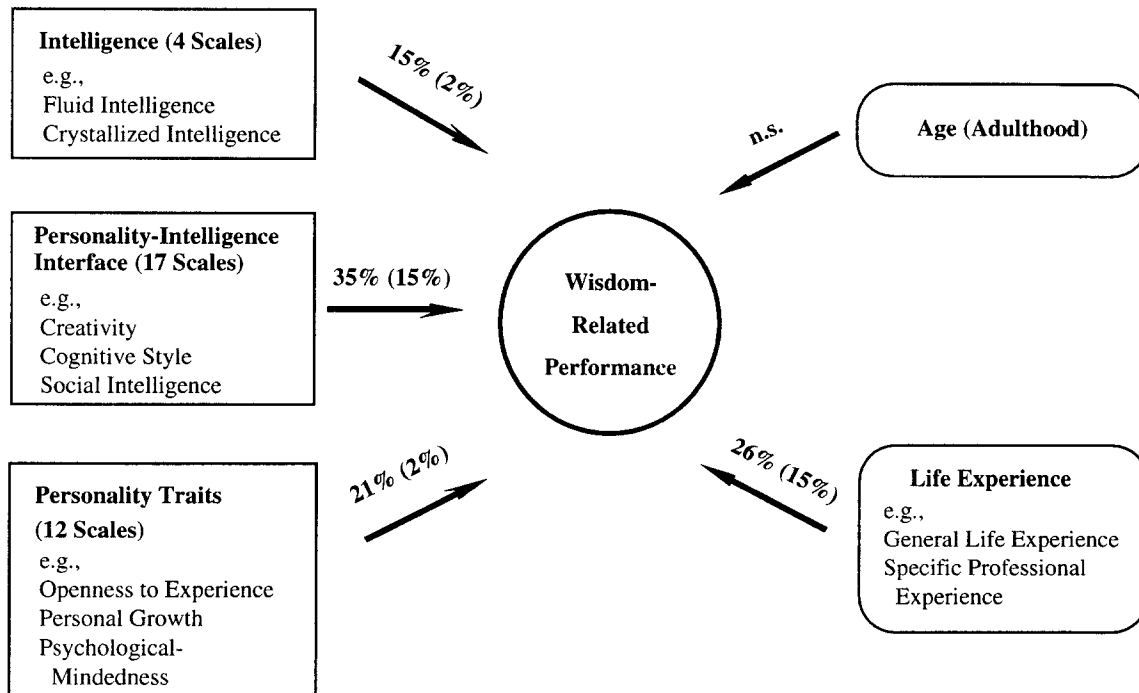 Intelligence (4 Scales)
e.g.,
Fluid Intelligence
Crystallized Intelligence
15% (2%)
n.s.
Age (Adulthood)
Personality-Intelligence
Interface (17 Scales)
e.g.,
Creativity
Cognitive Style
Social Intelligence
35% (15%)
Wisdom-
Related
Performance
Personality Traits
(12 Scales)
e.g.,
Openness to Experience
Personal Growth
Psychological-
Mindedness
21% (2%)
26% (15%)
Life Experience
e.g.,
General Life Experience
Specific Professional
Experience